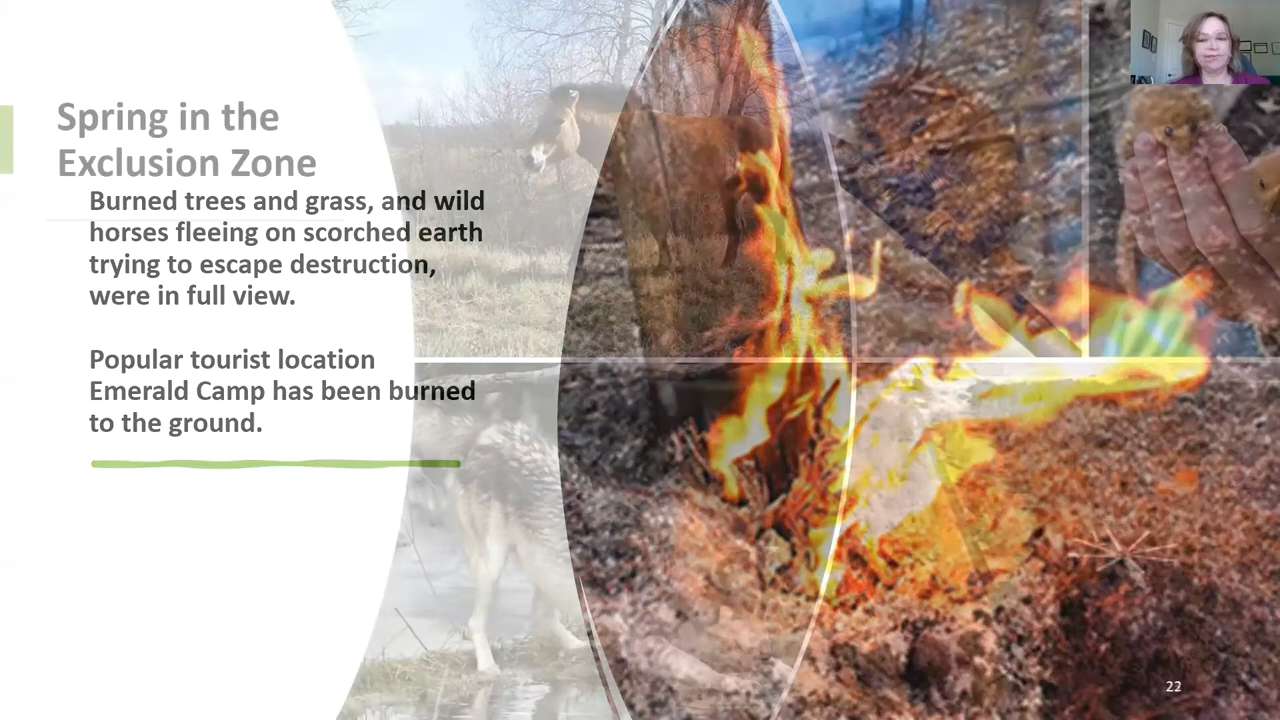 Spring in the
Exclusion Zone
Burned trees and grass, and wild
horses fleeing on scorched earth
trying to escape destruction,
were in full view.
Popular tourist location
Emerald Camp has been burned
to the ground.